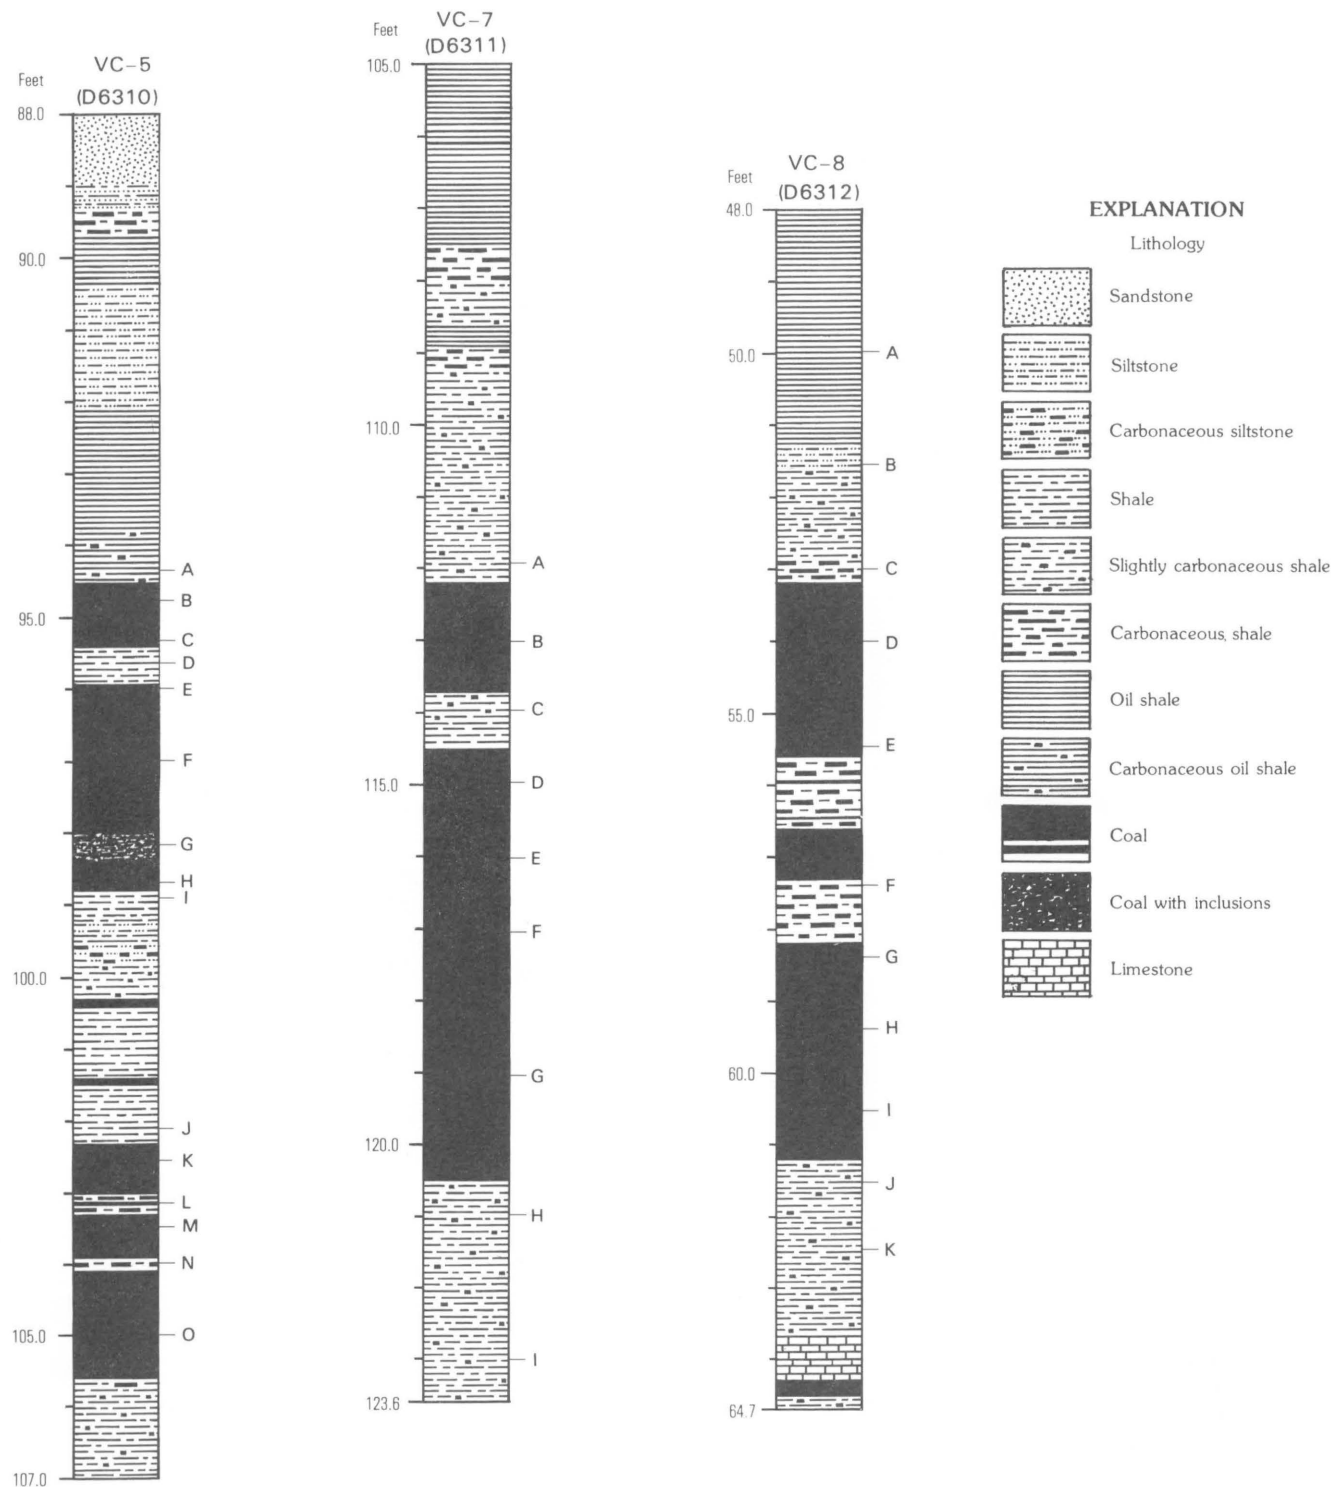 VC-5
(D6310)
Feet
88.0
90.0
95.0
100.0
105.0
107.0
A
B
C
D
E
F
G
H
I
J
K
L
M
N
O
VC-7
(D6311)
Feet
105.0
110.0
115.0
120.0
123.6
A
B
C
D
E
F
G
H
I
VC-8
(D6312)
Feet
48.0
50.0
55.0
60.0
64.7
A
B
C
D
E
F
G
H
I
J
K
EXPLANATION
Lithology
Sandstone
Siltstone
Carbonaceous siltstone
Shale
Slightly carbonaceous shale
Carbonaceous, shale
Oil shale
Carbonaceous oil shale
Coal
Coal with inclusions
Limestone